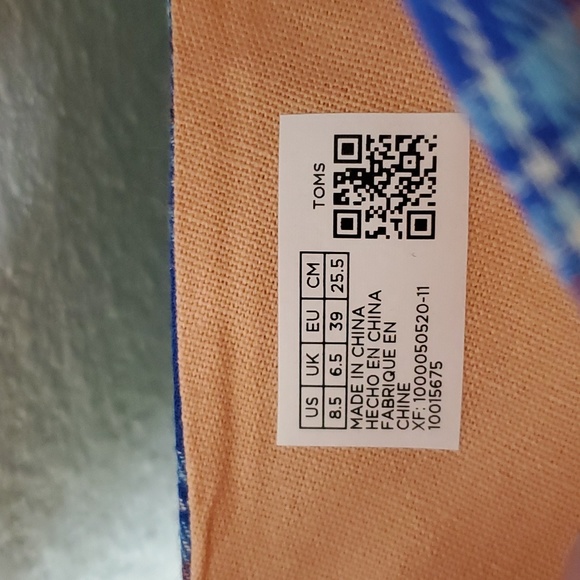 TOMS
US UK EU CM
8.5 6.5 39 25.5
MADE IN CHINA
HECHO EN CHINA
FABRIQUE EN
CHINE
XF: 1000050520-11
10015675